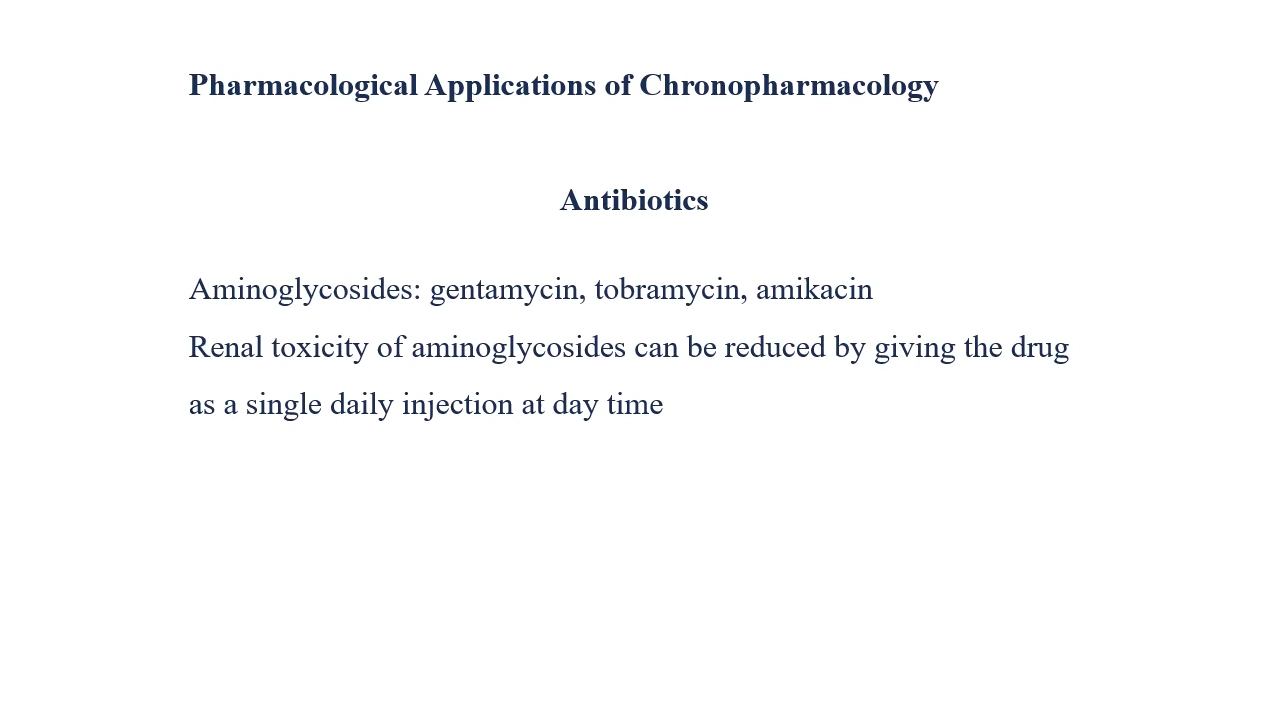 Pharmacological Applications of Chronopharmacology
Antibiotics
Aminoglycosides: gentamycin, tobramycin, amikacin
Renal toxicity of aminoglycosides can be reduced by giving the drug
as a single daily injection at day time